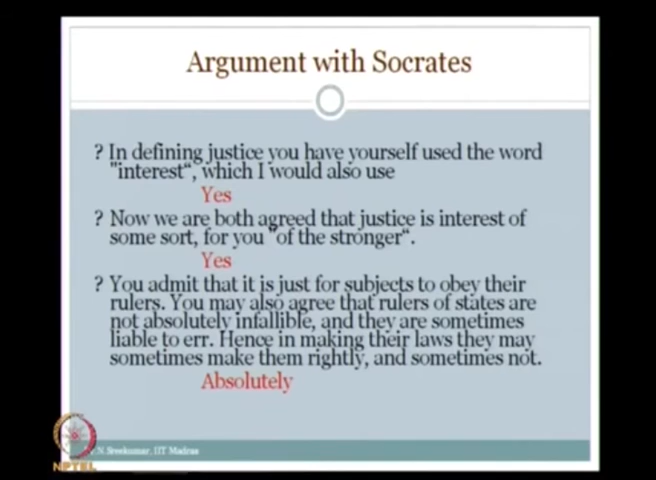 Argument with Socrates
? In defining justice you have yourself used the word
"interest", which I would also use
Yes
? Now we are both agreed that justice is interest of
some sort, for you "of the stronger".
Yes
? You admit that it is just for subjects to obey their
rulers. You may also agree that rulers of states are
not absolutely infallible, and they are sometimes
liable to err. Hence in making their laws they may
sometimes make them rightly, and sometimes not.
Absolutely
N. Sreekumar, IIT Madras
NPTEL